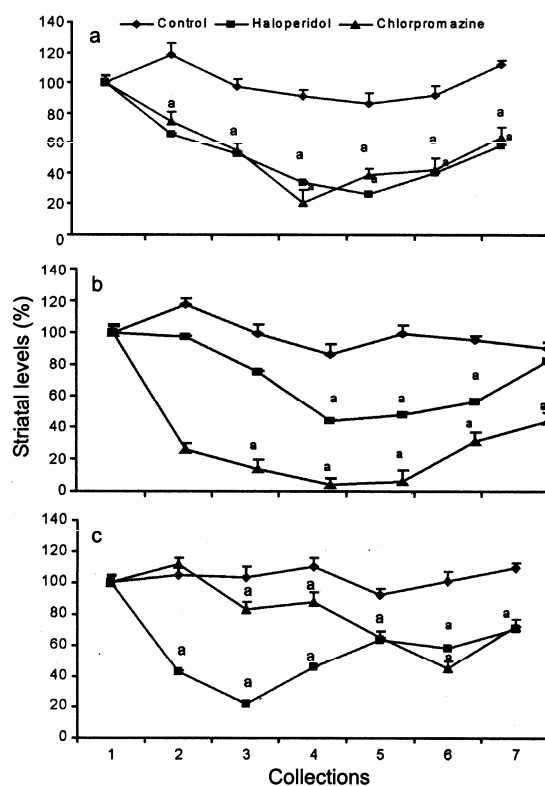 Control Haloperidol Chlorpromazine
a
140
120
100
80
60
40
20
0
a a a a a a
a a a a
b
140
120
100
80
60
40
20
0
a a a
a a a a a
c
140
120
100
80
60
40
20
0
a a a a a a a
a a a
1 2 3 4 5 6 7
Striatal levels (%)
Collections